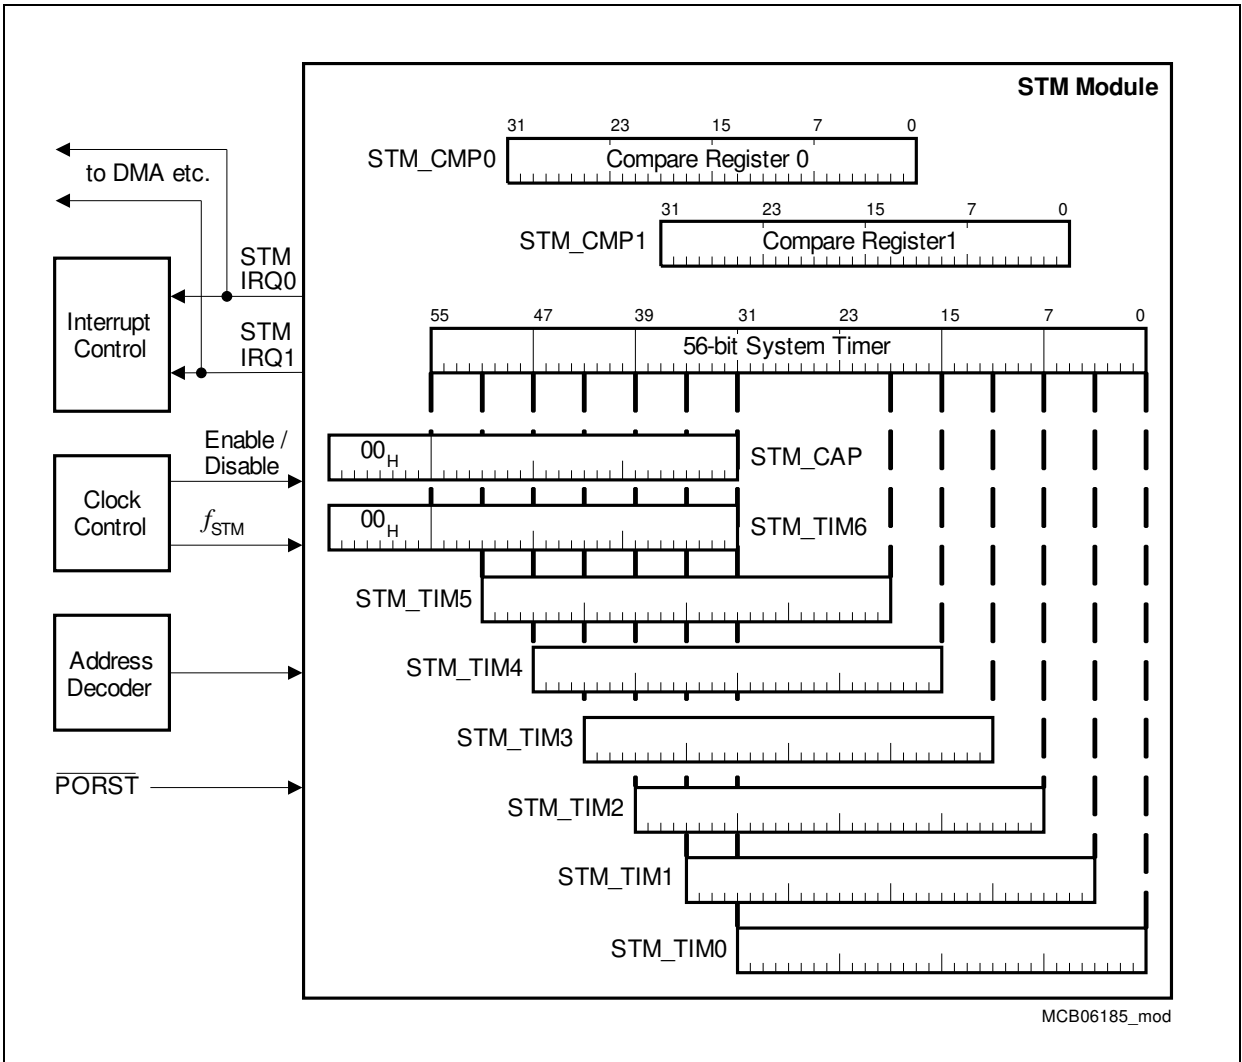 STM Module
31 23 15 7 0
STM_CMP0 Compare Register 0
to DMA etc.
31 23 15 7 0
STM_CMP1 Compare Register1
STM
IRQ0
Interrupt
Control
STM
IRQ1
55 47 39 31 23 15 7 0
56-bit System Timer
Enable /
Disable
00H STM_CAP
Clock
Control
fSTM
00H STM_TIM6
STM_TIM5
Address
Decoder
STM_TIM4
STM_TIM3
PORST
STM_TIM2
STM_TIM1
STM_TIM0
MCB06185_mod